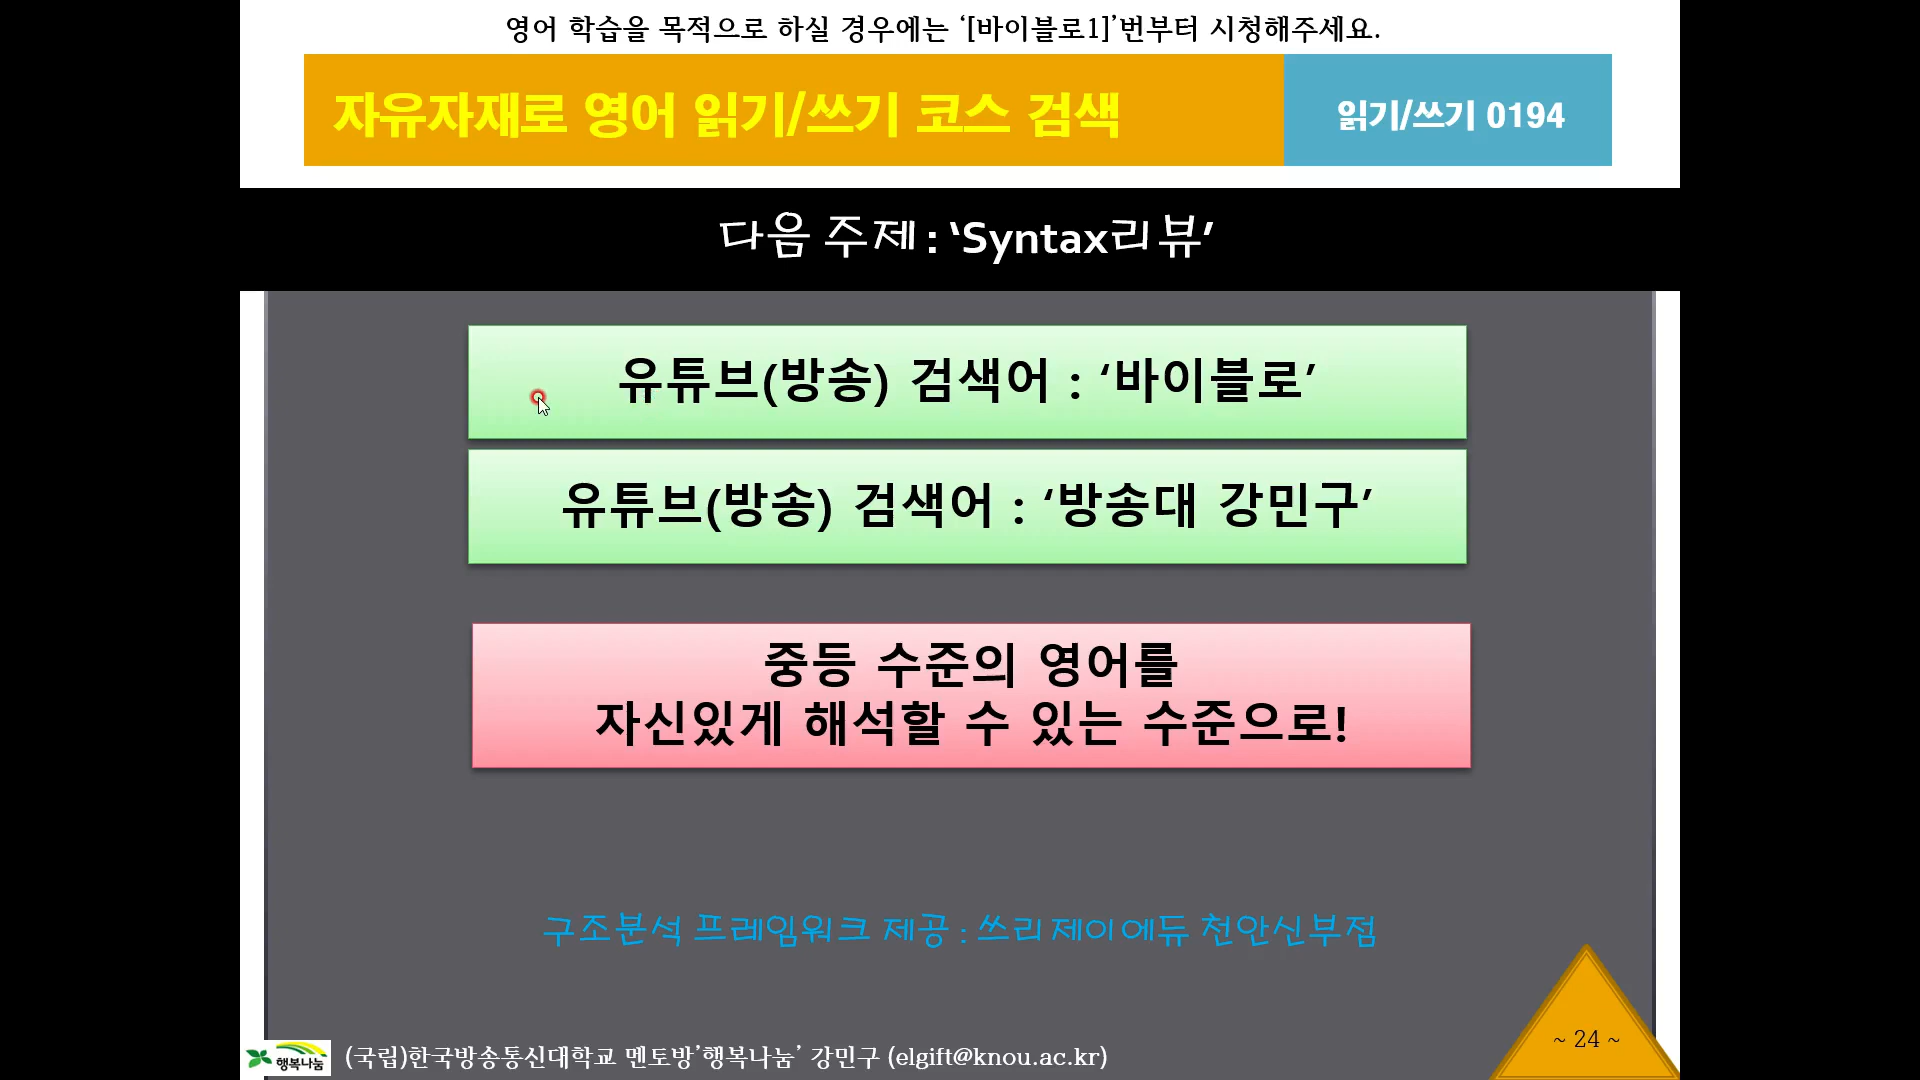 영어 학습을 목적으로 하실 경우에는 ‘[바이블로1]’번부터 시청해주세요.
자유자재로 영어 읽기/쓰기 코스 검색
읽기/쓰기 0194
다음 주제 : ‘Syntax리뷰’
유튜브(방송) 검색어 : ‘바이블로’
유튜브(방송) 검색어 : ‘방송대 강민구’
중등 수준의 영어를
자신있게 해석할 수 있는 수준으로!
구조분석 프레임워크 제공 : 쓰리제이에듀 천안신부점
~ 24 ~
행복나눔
(국립)한국방송통신대학교 멘토방’행복나눔’ 강민구 (elgift@knou.ac.kr)